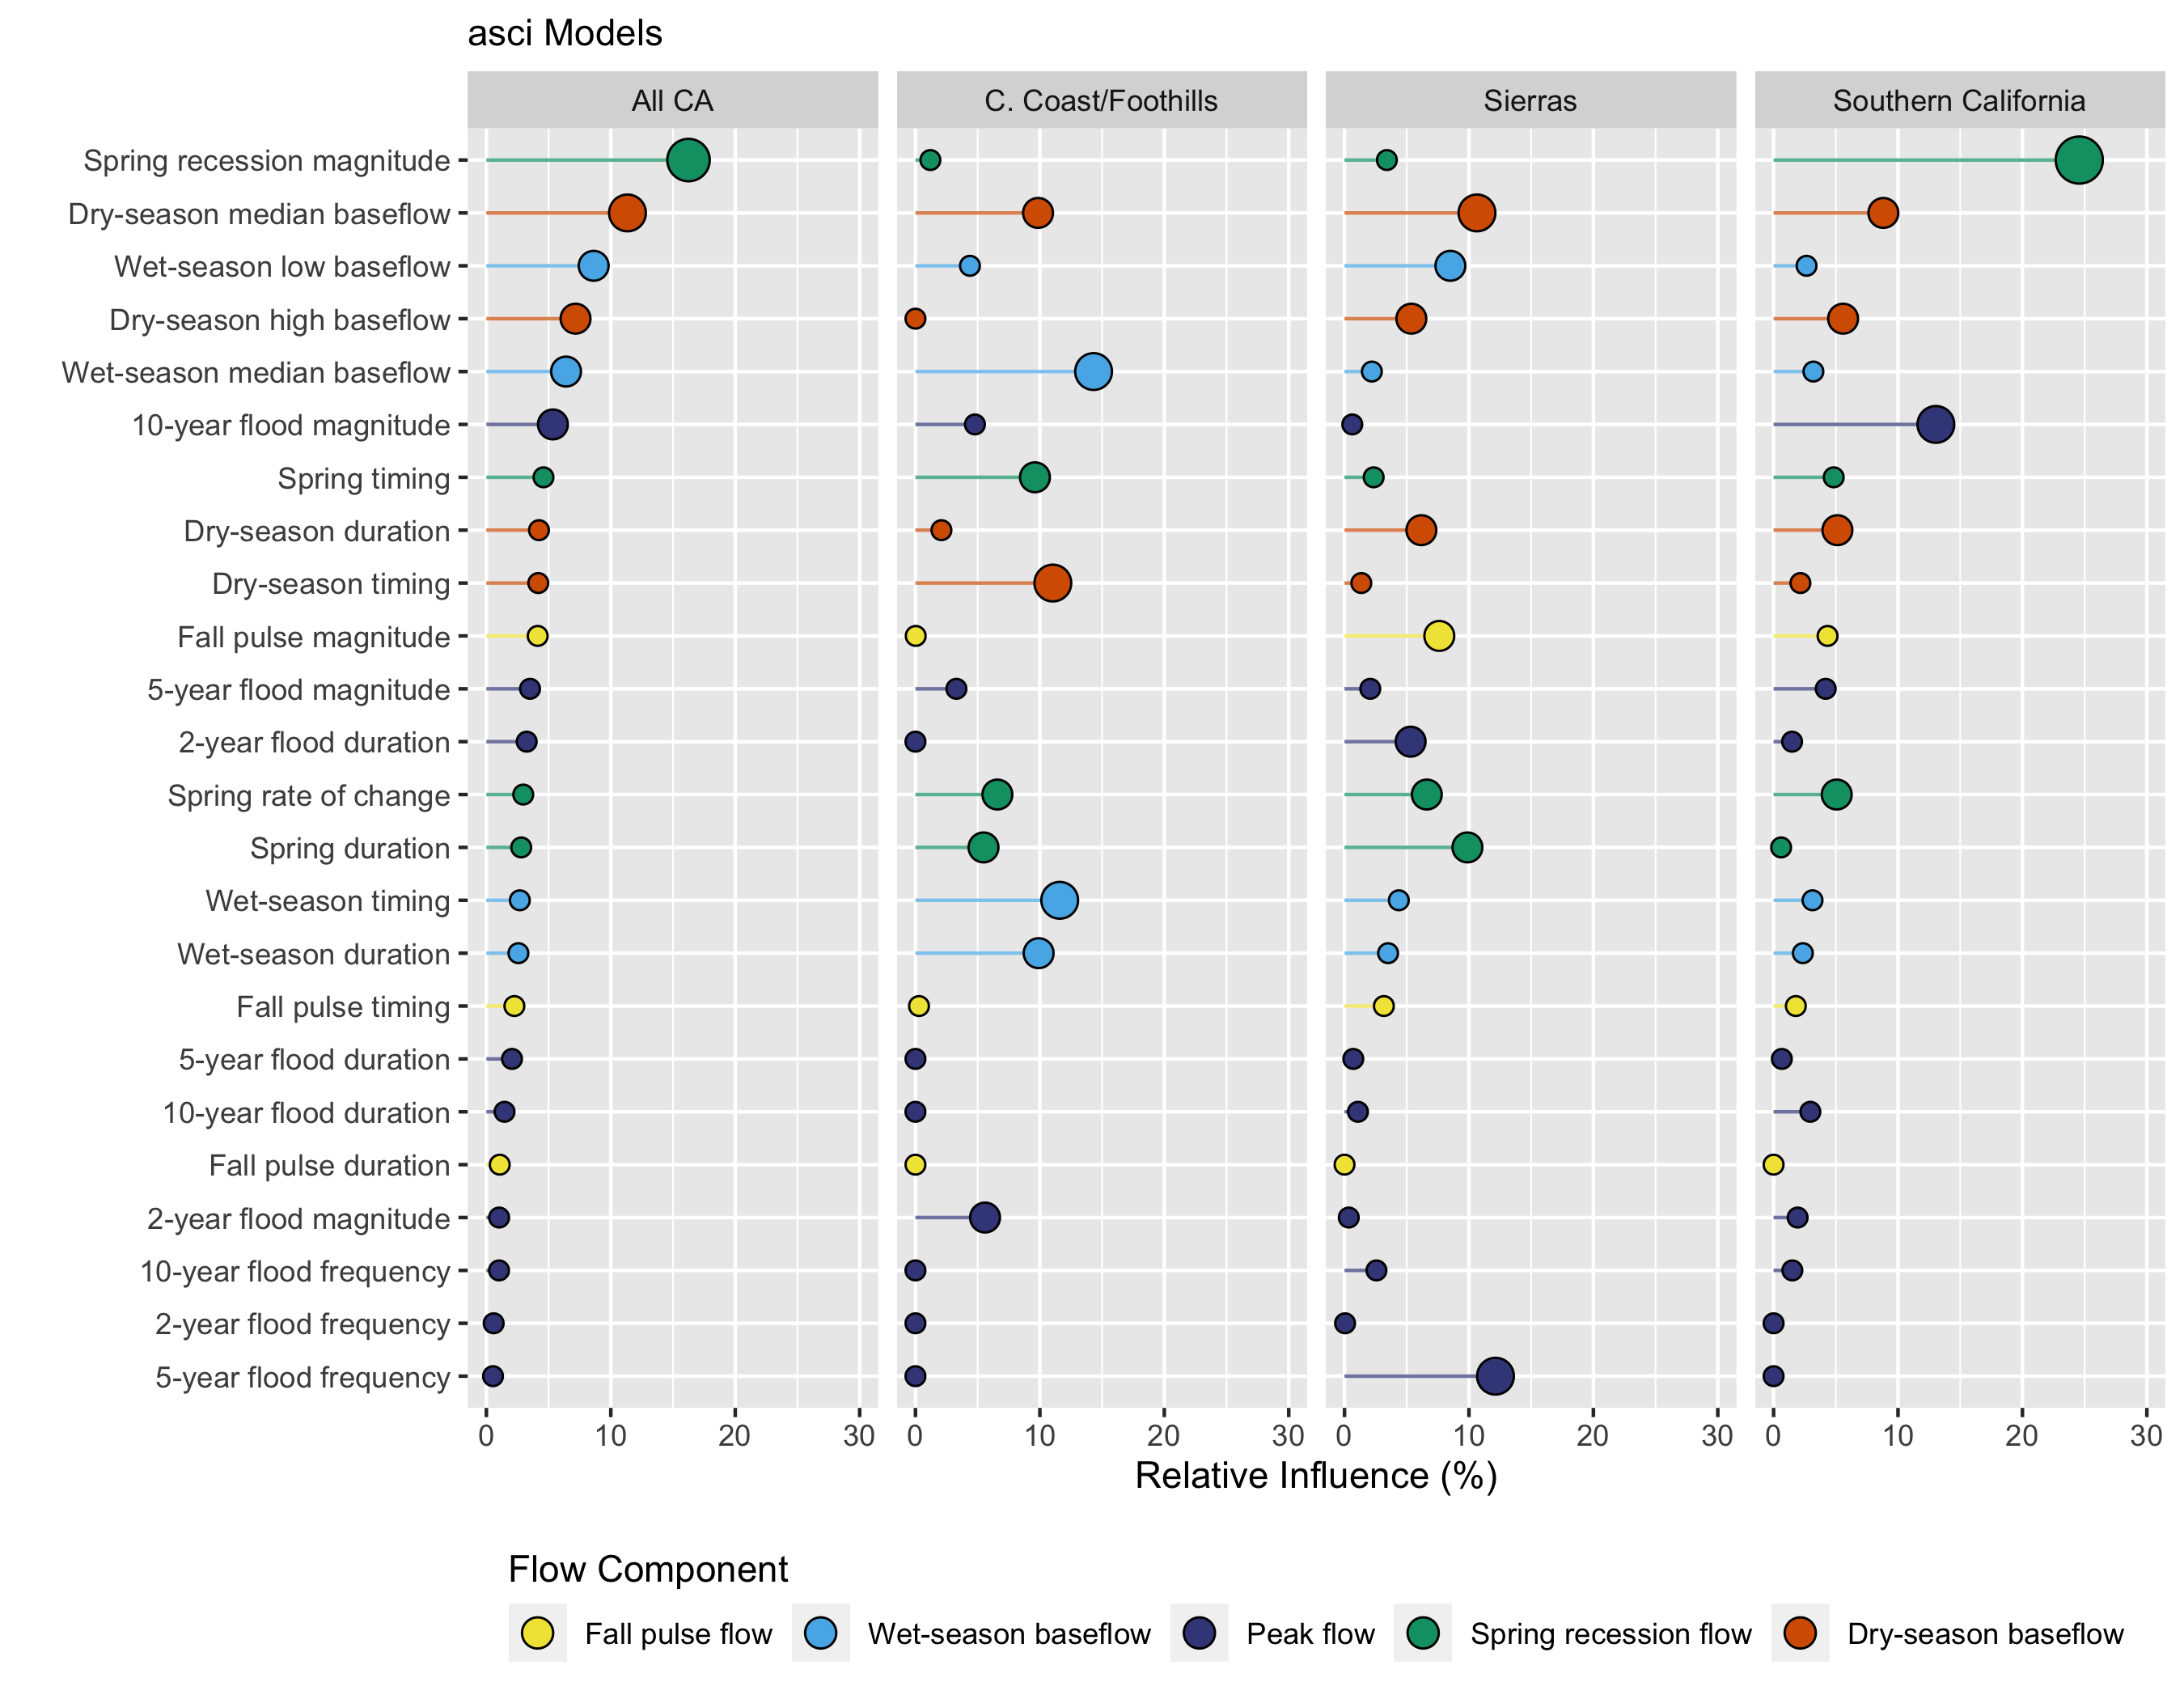 asci Models
All CA
C. Coast/Foothills
Sierras
Southern California
Spring recession magnitude
Dry-season median baseflow
Wet-season low baseflow
Dry-season high baseflow
Wet-season median baseflow
10-year flood magnitude
Spring timing
Dry-season duration
Dry-season timing
Fall pulse magnitude
5-year flood magnitude
2-year flood duration
Spring rate of change
Spring duration
Wet-season timing
Wet-season duration
Fall pulse timing
5-year flood duration
10-year flood duration
Fall pulse duration
2-year flood magnitude
10-year flood frequency
2-year flood frequency
5-year flood frequency
0 10 20 30 0 10 20 30 0 10 20 30 0 10 20 30
Relative Influence (%)
Flow Component
Fall pulse flow Wet-season baseflow Peak flow Spring recession flow Dry-season baseflow